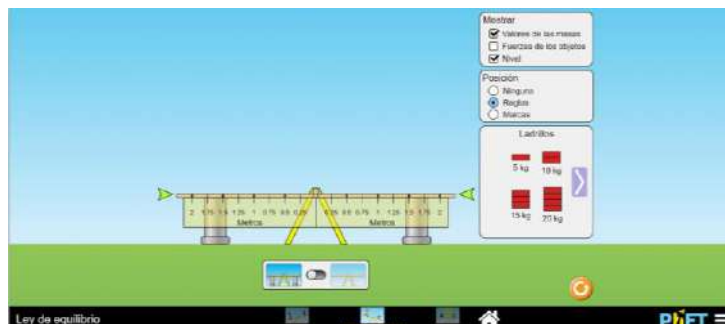 Mostrar
Valores de las masas
Fuerzas de los objetos
Nivel
Posición
Ninguno
Reglas
Marcas
Ladrillos
5 kg
10 kg
15 kg
20 kg
2 1.75 1.5 1.25 1 0.75 0.5 0.25 0.25 0.5 0.75 1 1.25 1.5 1.75 2
Metros Metros
Ley de equilibrio
PhET